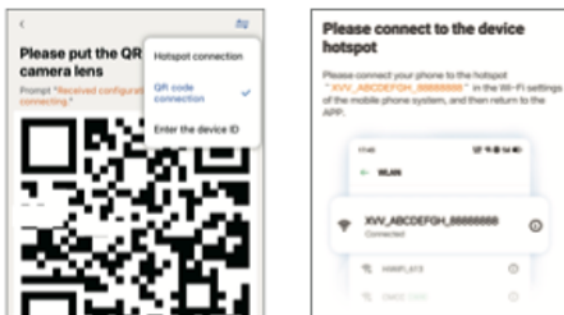 Please put the QR
camera lens
Prompt "Received configurat
connecting."
Hotspot connection
QR code
connection
Enter the device ID
Please connect to the device
hotspot
Please connect your phone to the hotspot
"XVV_ABCDEFGH_88888888" in the Wi-Fi settings
of the mobile phone system, and then return to the
APP.
WLAN
XVV_ABCDEFGH_88888888
Connected